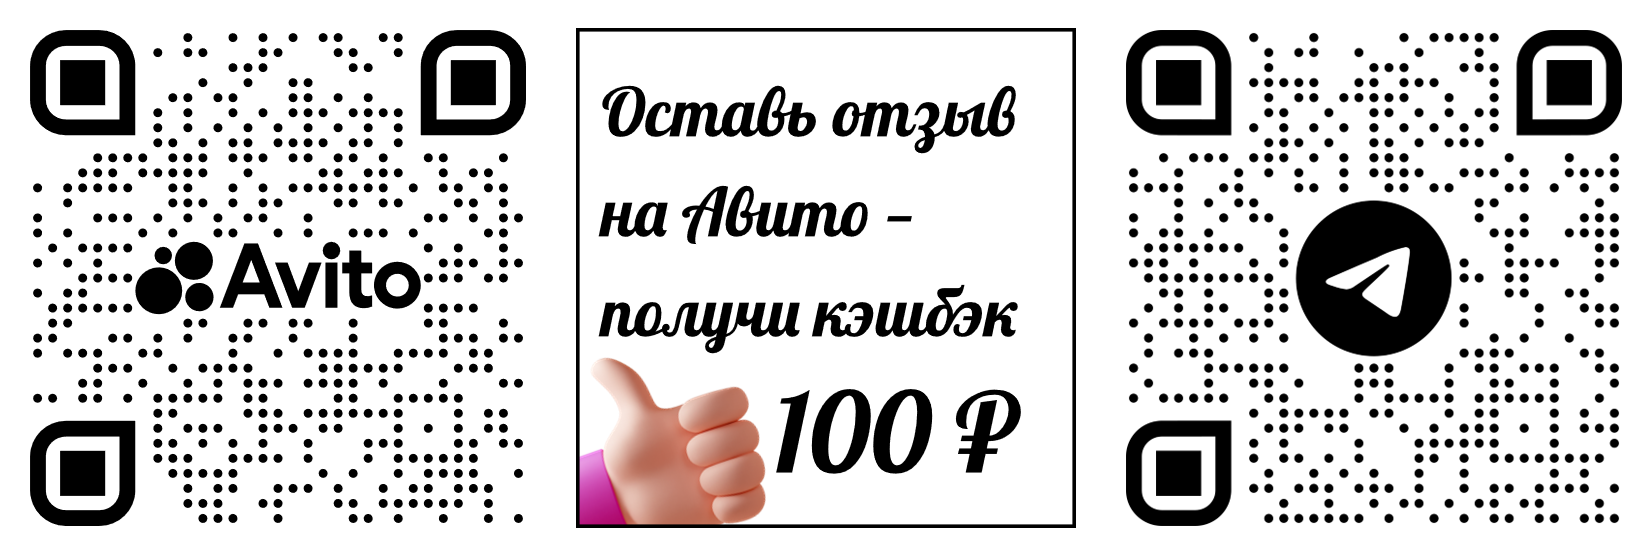 Avito
Оставь отзыв
на Авито –
получи кэшбэк
100 ₽